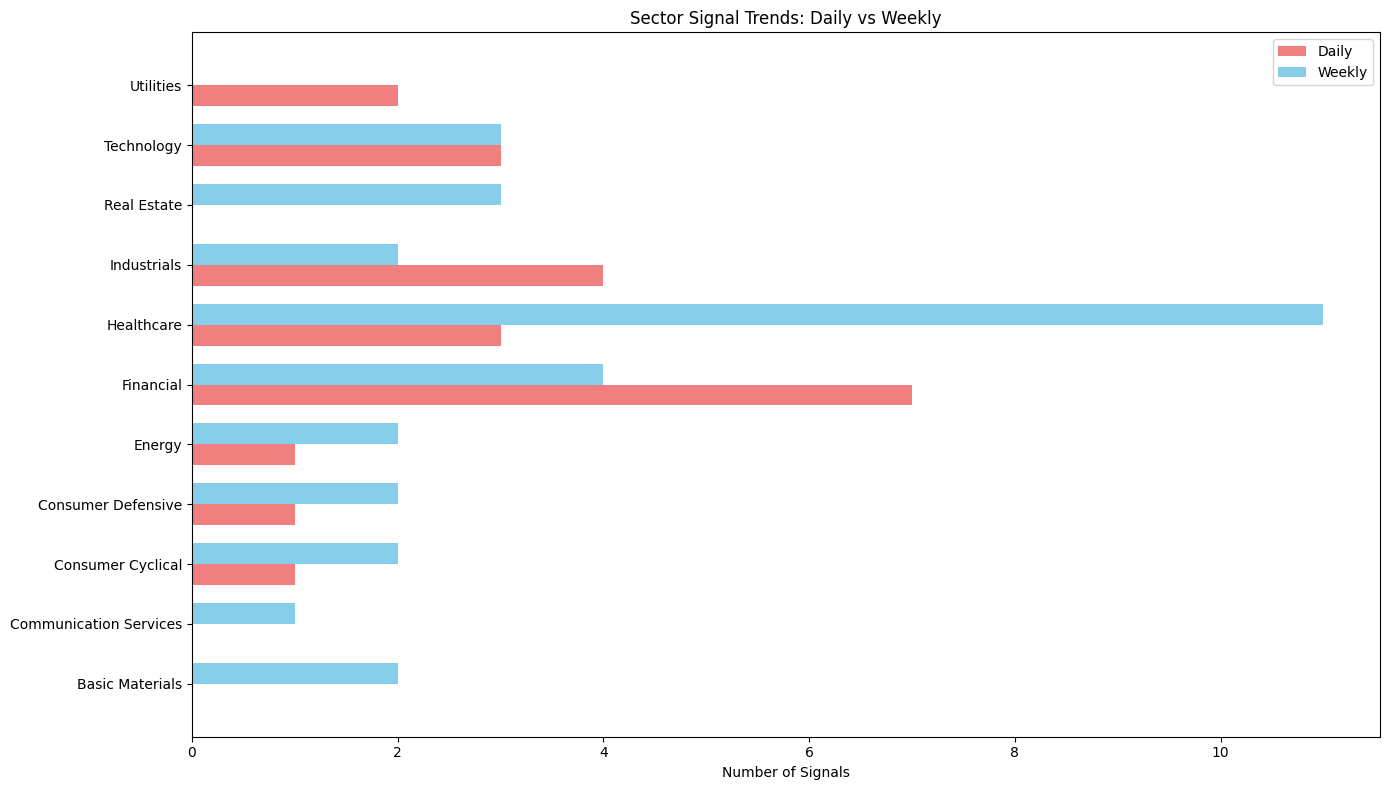 Sector Signal Trends: Daily vs Weekly
Daily
Weekly
Utilities
Technology
Real Estate
Industrials
Healthcare
Financial
Energy
Consumer Defensive
Consumer Cyclical
Communication Services
Basic Materials
0 2 4 6 8 10
Number of Signals